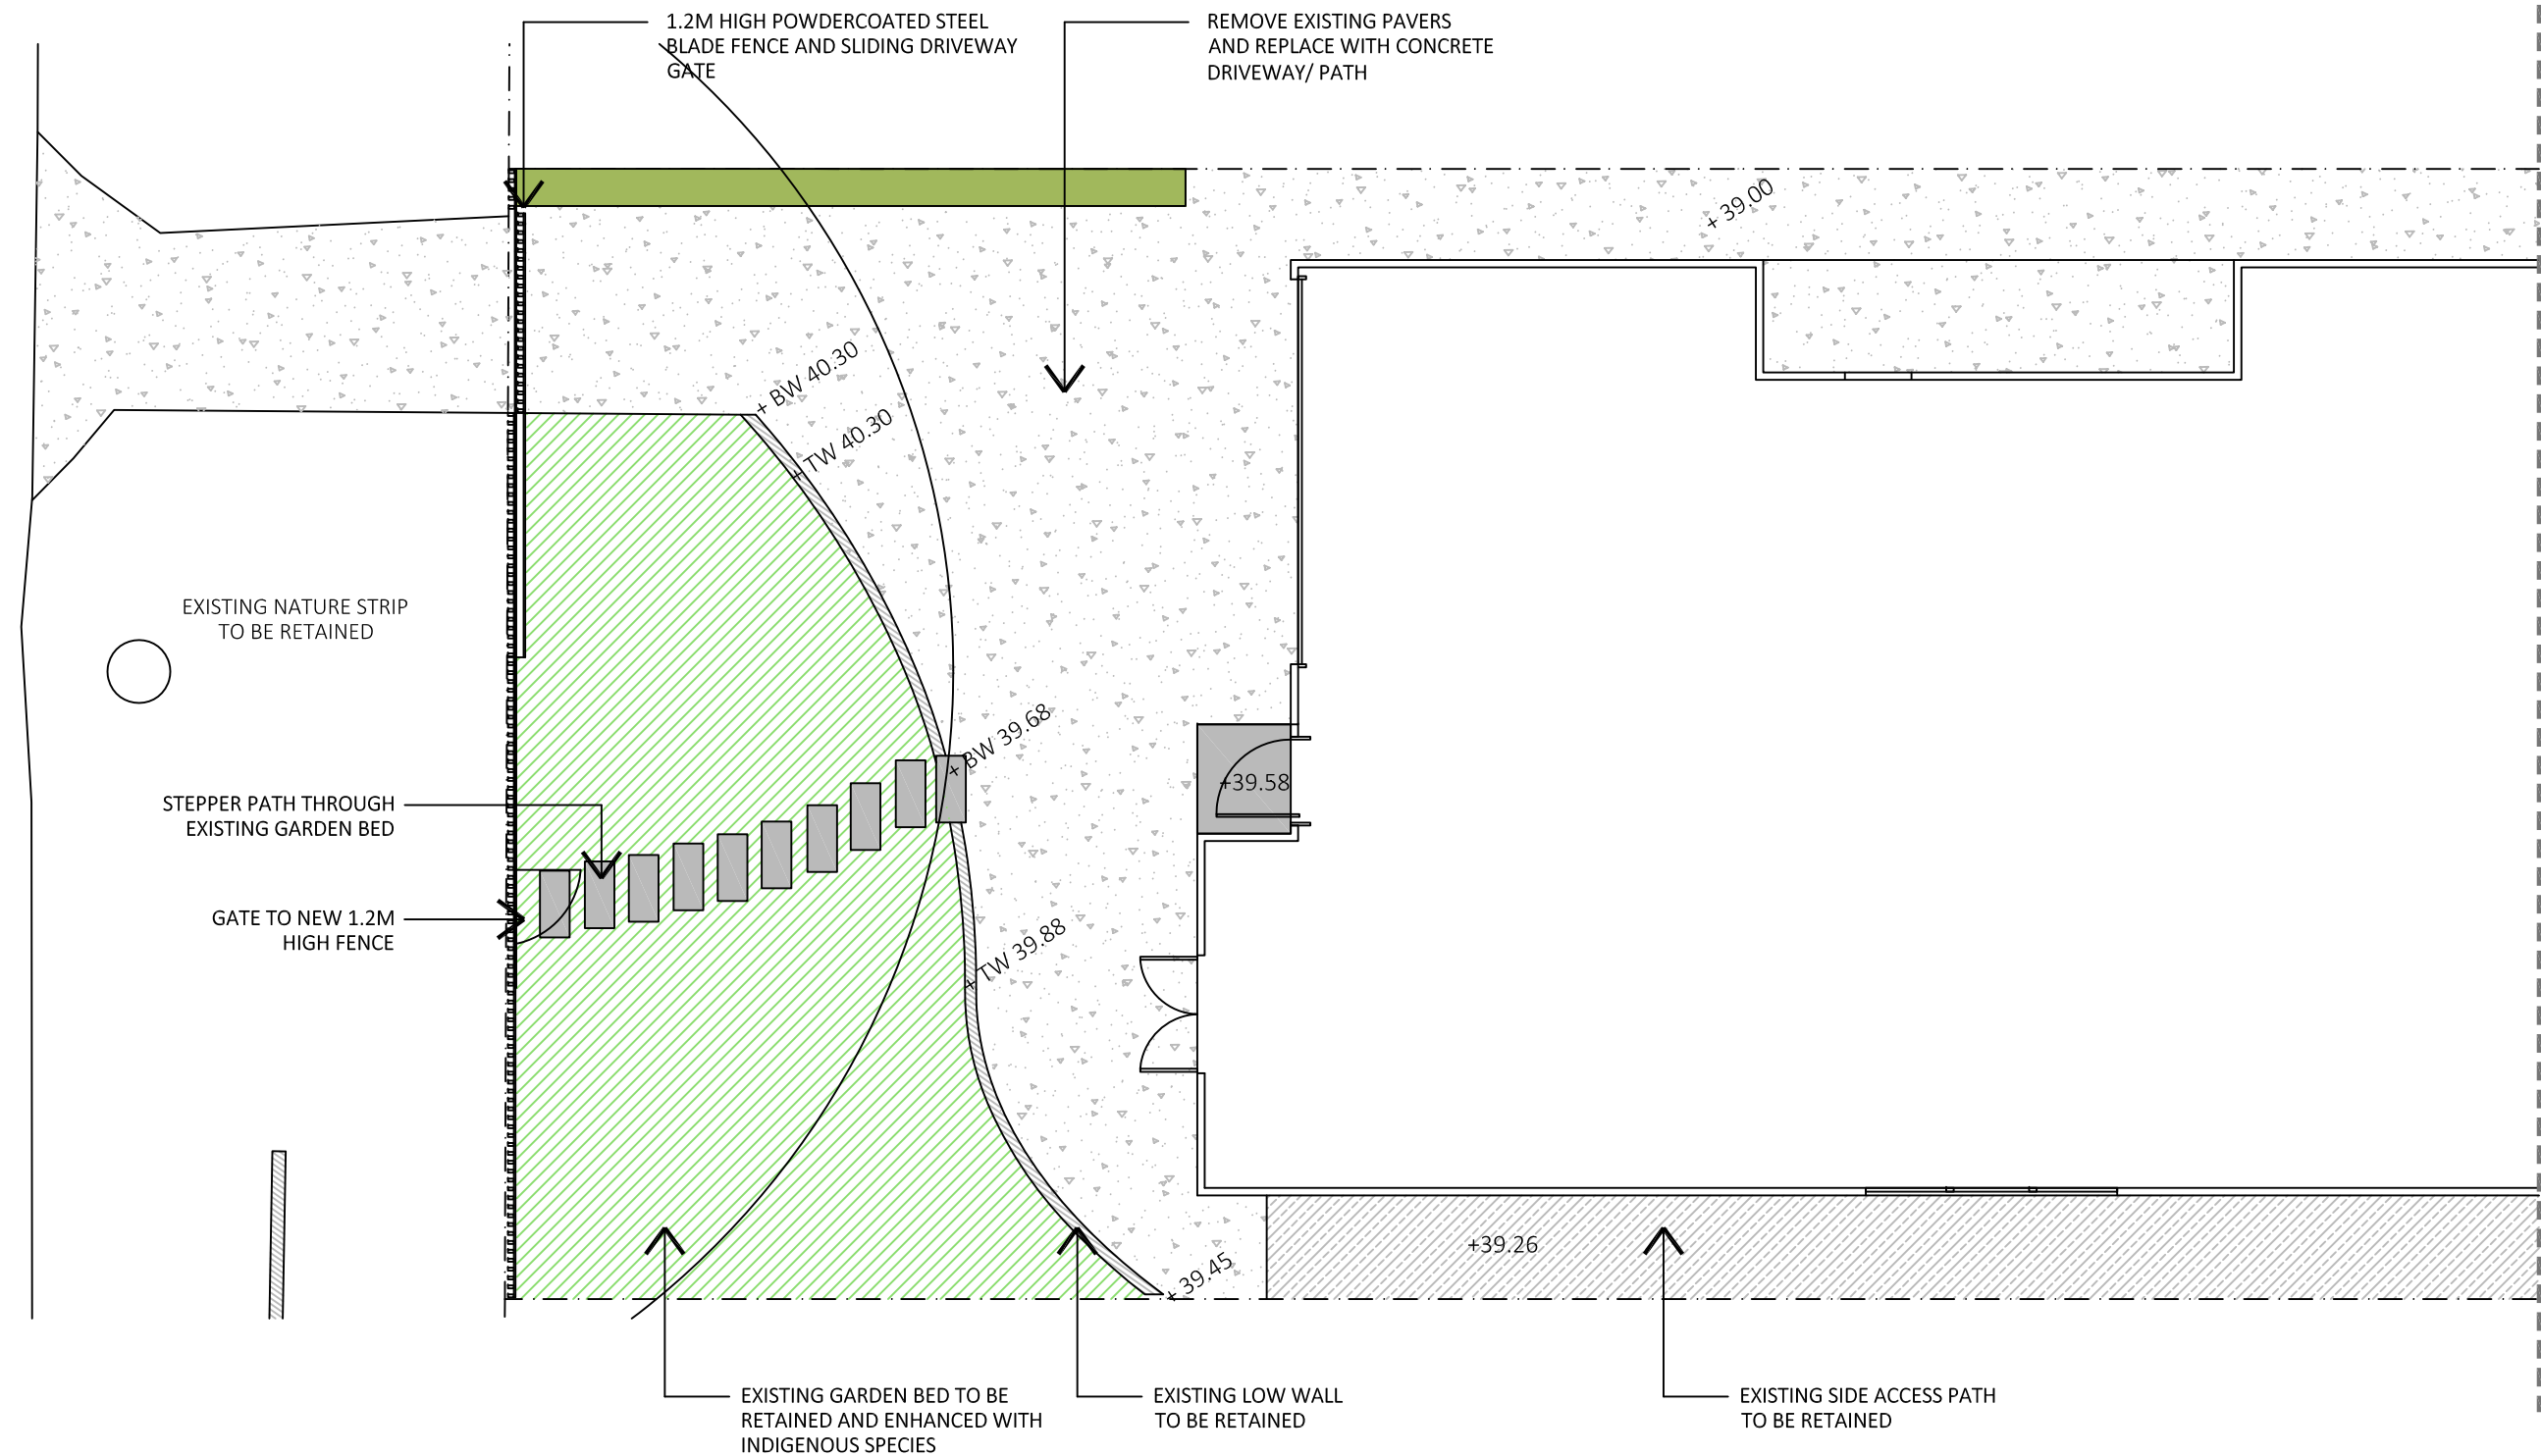 1.2M HIGH POWDERCOATED STEEL
BLADE FENCE AND SLIDING DRIVEWAY
GATE
REMOVE EXISTING PAVERS
AND REPLACE WITH CONCRETE
DRIVEWAY/ PATH
+ 39.00
+ BW 40.30
+ TW 40.30
EXISTING NATURE STRIP
TO BE RETAINED
+ BW 39.68
+39.58
STEPPER PATH THROUGH
EXISTING GARDEN BED
GATE TO NEW 1.2M
HIGH FENCE
+ TW 39.88
+39.26
+ 39.45
EXISTING GARDEN BED TO BE
RETAINED AND ENHANCED WITH
INDIGENOUS SPECIES
EXISTING LOW WALL
TO BE RETAINED
EXISTING SIDE ACCESS PATH
TO BE RETAINED